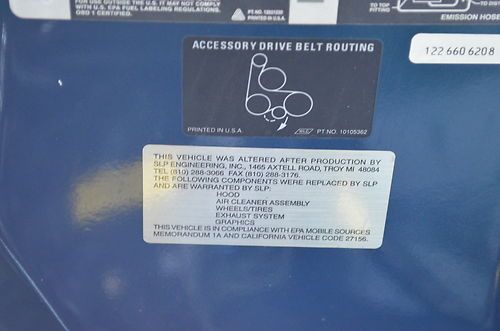 FOR USE OUTSIDE THE U.S. IT MAY NOT COMPLY
WITH U.S. EPA FUEL LABELING REGULATIONS.
OBD 1 CERTIFIED.
PRINTED IN U.S.A.
TO TOP
FITTING
EMISSION HOSE
122 660 6208
ACCESSORY DRIVE BELT ROUTING
PRINTED IN U.S.A.
PT NO. 10105362
THIS VEHICLE WAS ALTERED AFTER PRODUCTION BY
SLP ENGINEERING, INC., 1465 AXTELL ROAD, TROY MI 48084
TEL (810) 288-3066 FAX (810) 288-3176.
THE FOLLOWING COMPONENTS WERE REPLACED BY SLP
AND ARE WARRANTED BY SLP:
HOOD
AIR CLEANER ASSEMBLY
WHEELS/TIRES
EXHAUST SYSTEM
GRAPHICS
THIS VEHICLE IS IN COMPLIANCE WITH EPA MOBILE SOURCES
MEMORANDUM 1A AND CALIFORNIA VEHICLE CODE 27156.